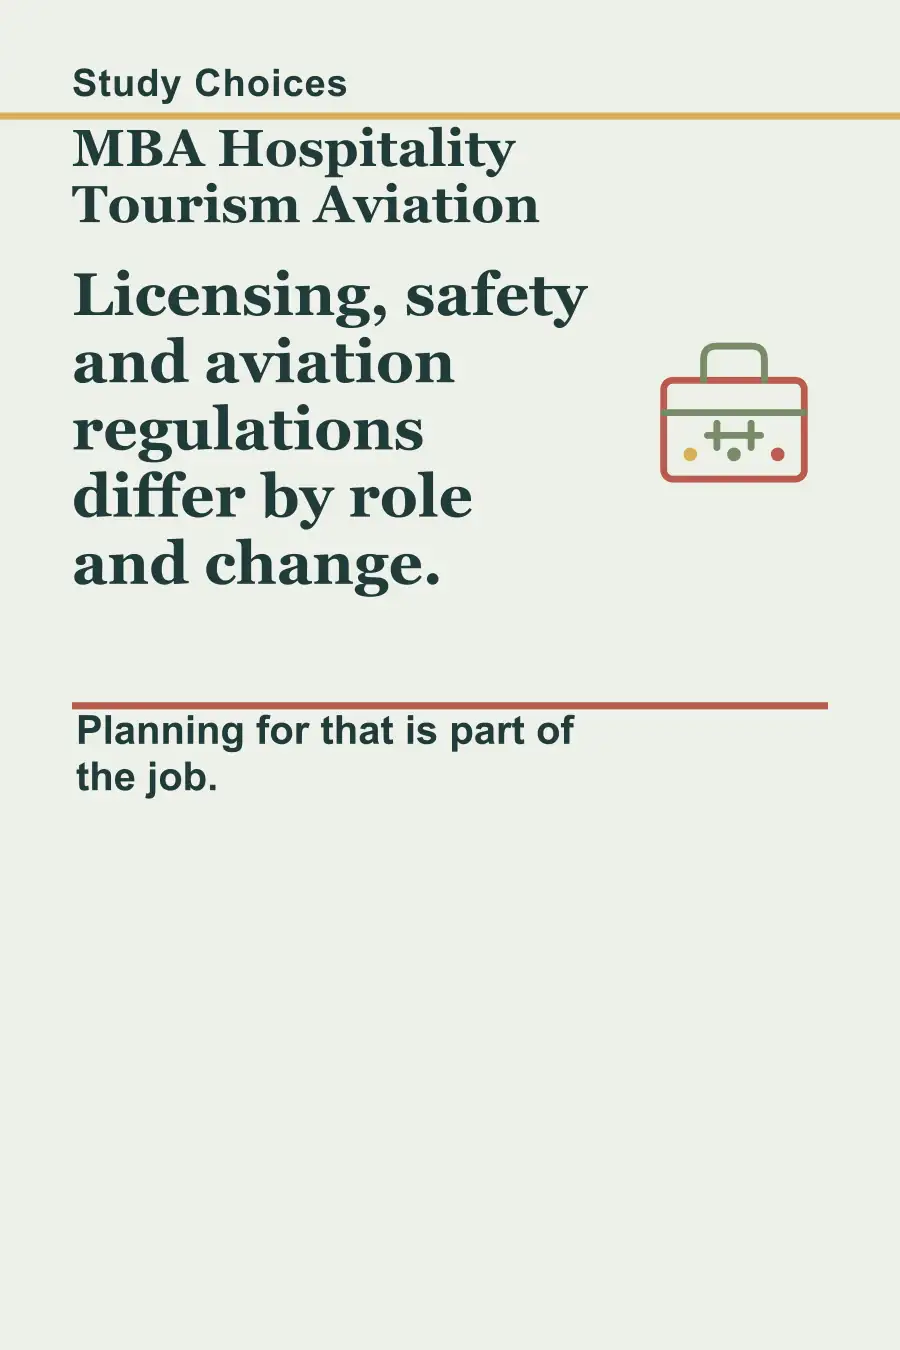 Study Choices
MBA Hospitality
Tourism Aviation
Licensing, safety
and aviation
regulations
differ by role
and change.
Planning for that is part of
the job.